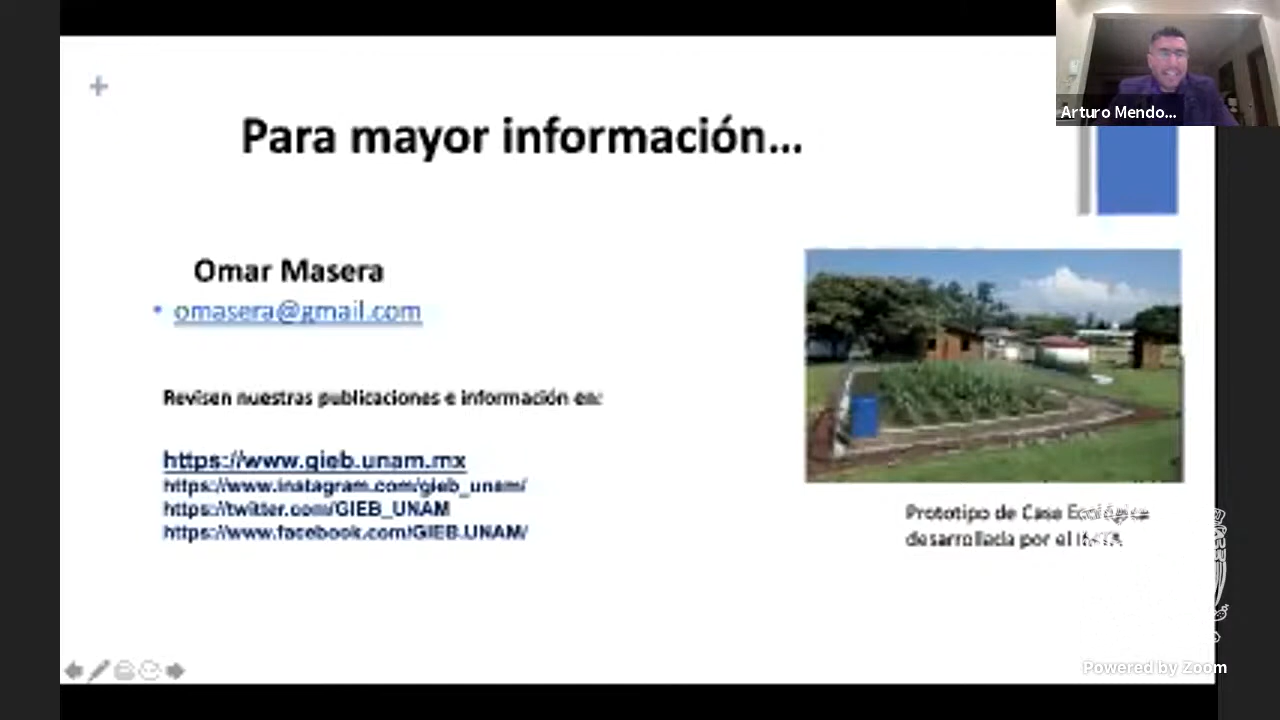 Arturo Mendo...
Para mayor información...
Omar Masera
• omasera@gmail.com
Revisen nuestras publicaciones e información en:
https://www.gieb.unam.mx
https://www.instagram.com/gieb_unam/
https://twitter.com/GIEB_UNAM
https://www.facebook.com/GIEB.UNAM/
Prototipo de Casa Ecológica
desarrollada por el
Powered by Zoom